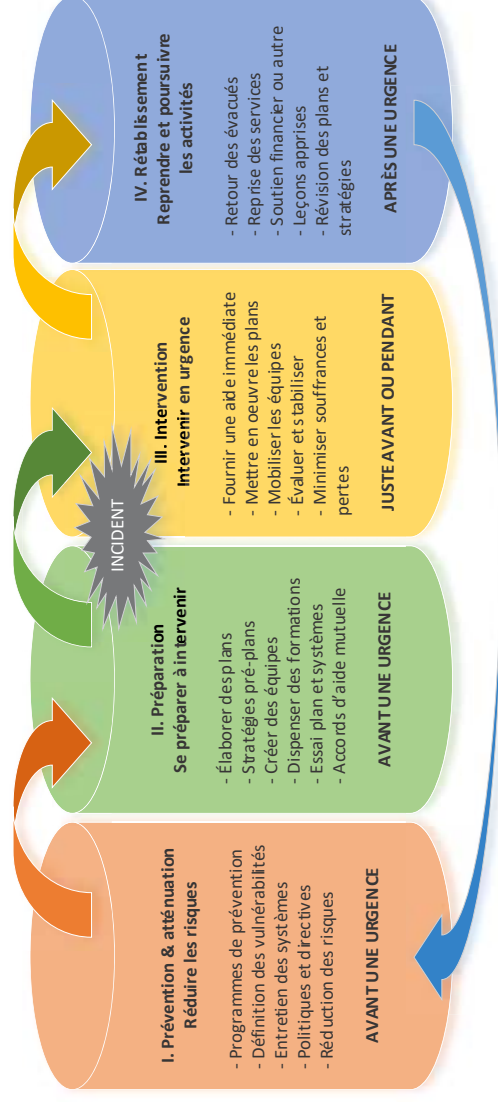 I. Prévention & atténuation
Réduire les risques
- Programmes de prévention
- Définition des vulnérabilités
- Entretien des systèmes
- Politiques et directives
- Réduction des risques
AVANT UNE URGENCE
II. Préparation
Se préparer à intervenir
- Élaborer des plans
- Stratégies pré-plans
- Créer des équipes
- Dispenser des formations
- Essai plan et systèmes
- Accords d'aide mutuelle
AVANT UNE URGENCE
INCIDENT
III. Intervention
Intervenir en urgence
- Fournir une aide immédiate
- Mettre en oeuvre les plans
- Mobiliser les équipes
- Évaluer et stabiliser
- Minimiser souffrances et
pertes
JUSTE AVANT OU PENDANT
IV. Rétablissement
Reprendre et poursuivre
les activités
- Retour des évacués
- Reprise des services
- Soutien financier ou autre
- Leçons apprises
- Révision des plans et
stratégies
APRÈS UNE URGENCE